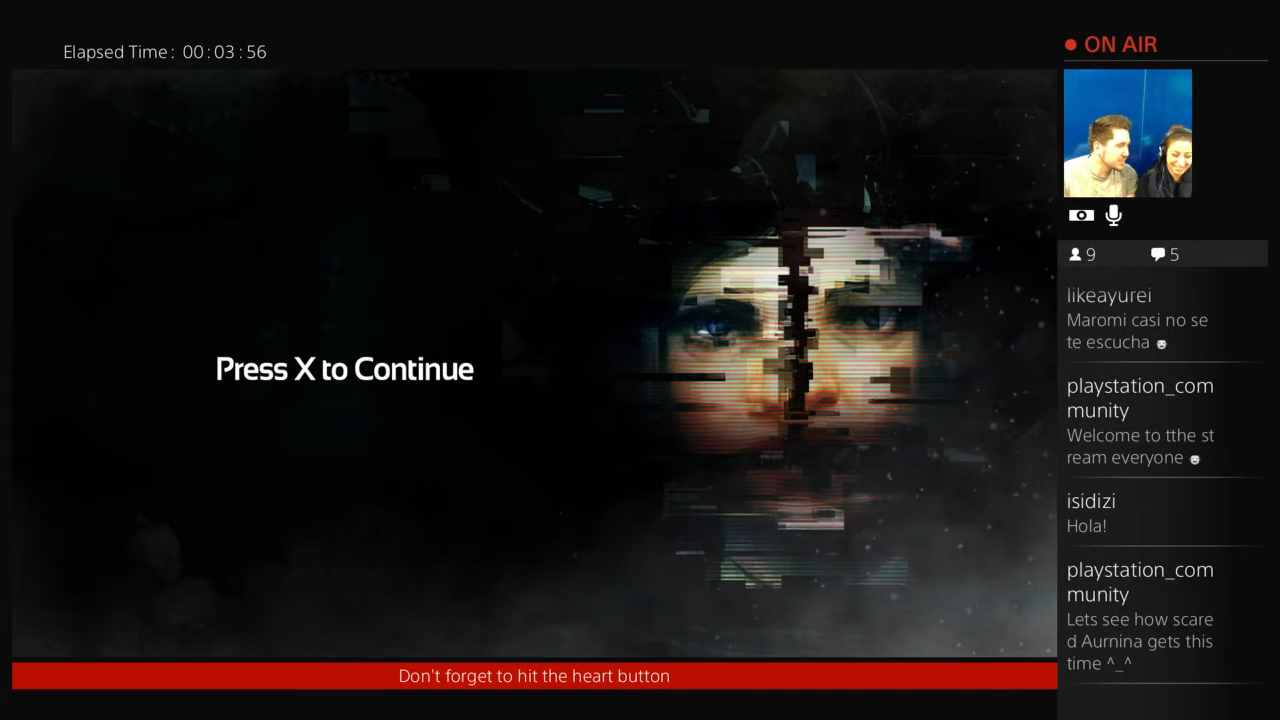 Elapsed Time: 00:03:56
ON AIR
9 5
likeayurei
Maromi casi no se
te escucha
playstation_com
munity
Welcome to tthe st
ream everyone
isidizi
Hola!
playstation_com
munity
Lets see how scare
d Aurnina gets this
time ^_^
Press X to Continue
Don't forget to hit the heart button